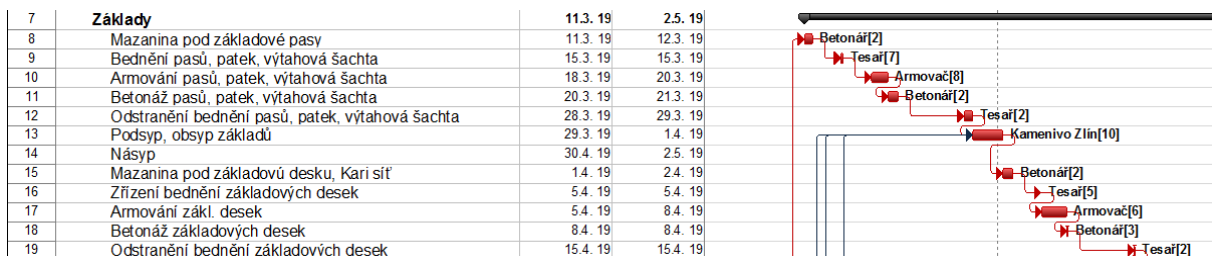 7 Základy 11.3. 19 2.5. 19
8 Mazanina pod základové pasy 11.3. 19 12.3. 19 Betonář[2]
9 Bednění pasů, patek, výtahová šachta 15.3. 19 15.3. 19 Tesař[7]
10 Armování pasů, patek, výtahová šachta 18.3. 19 20.3. 19 Armovač[8]
11 Betonáž pasů, patek, výtahová šachta 20.3. 19 21.3. 19 Betonář[2]
12 Odstranění bednění pasů, patek, výtahová šachta 28.3. 19 29.3. 19 Tesař[2]
13 Podsyp, obsyp základů 29.3. 19 1.4. 19 Kamenivo Zlín[10]
14 Násyp 30.4. 19 2.5. 19
15 Mazanina pod základovú desku, Kari síť 1.4. 19 2.4. 19 Betonář[2]
16 Zřízení bednění základových desek 5.4. 19 5.4. 19 Tesař[5]
17 Armování zákl. desek 5.4. 19 8.4. 19 Armovač[6]
18 Betonáž základových desek 8.4. 19 8.4. 19 Betonář[3]
19 Odstranění bednění základových desek 15.4. 19 15.4. 19 Tesař[2]